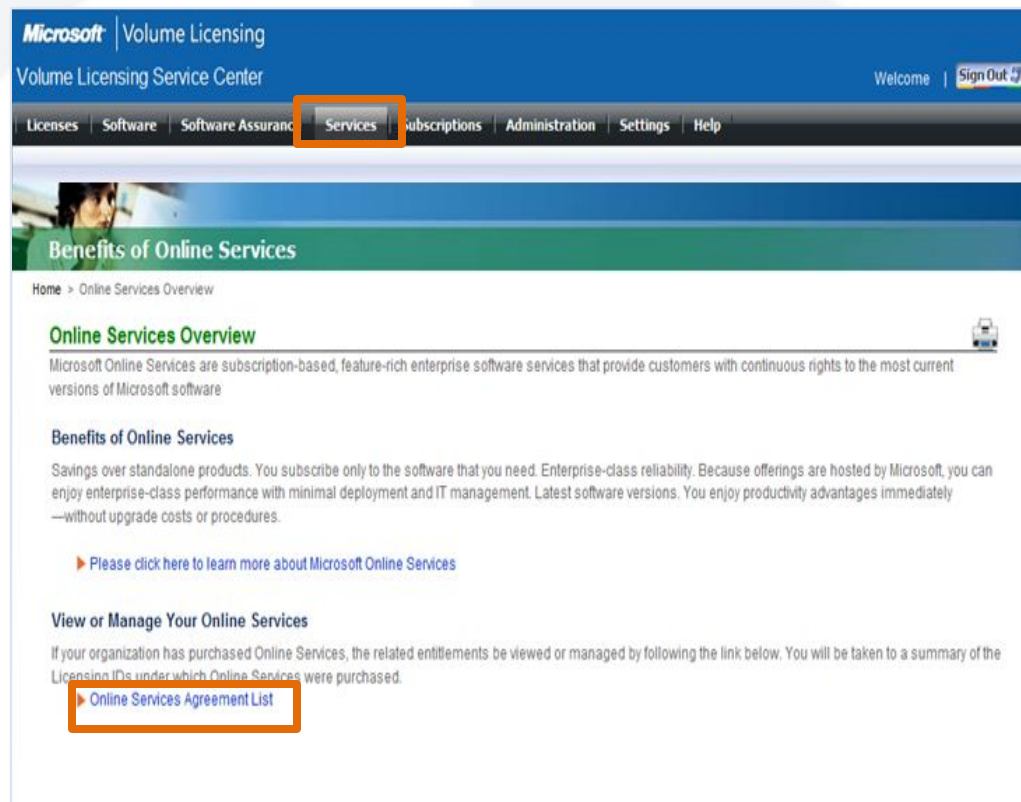 Microsoft Volume Licensing
Volume Licensing Service Center
Welcome | Sign Out
Licenses | Software | Software Assuranc Services Subscriptions | Administration | Settings | Help
Benefits of Online Services
Home > Online Services Overview
Online Services Overview
Microsoft Online Services are subscription-based, feature-rich enterprise software services that provide customers with continuous rights to the most current
versions of Microsoft software
Benefits of Online Services
Savings over standalone products. You subscribe only to the software that you need. Enterprise-class reliability. Because offerings are hosted by Microsoft, you can
enjoy enterprise-class performance with minimal deployment and IT management. Latest software versions. You enjoy productivity advantages immediately
—without upgrade costs or procedures.
Please click here to learn more about Microsoft Online Services
View or Manage Your Online Services
If your organization has purchased Online Services, the related entitlements be viewed or managed by following the link below. You will be taken to a summary of the
Licensing IDs under which Online Services were purchased.
Online Services Agreement List